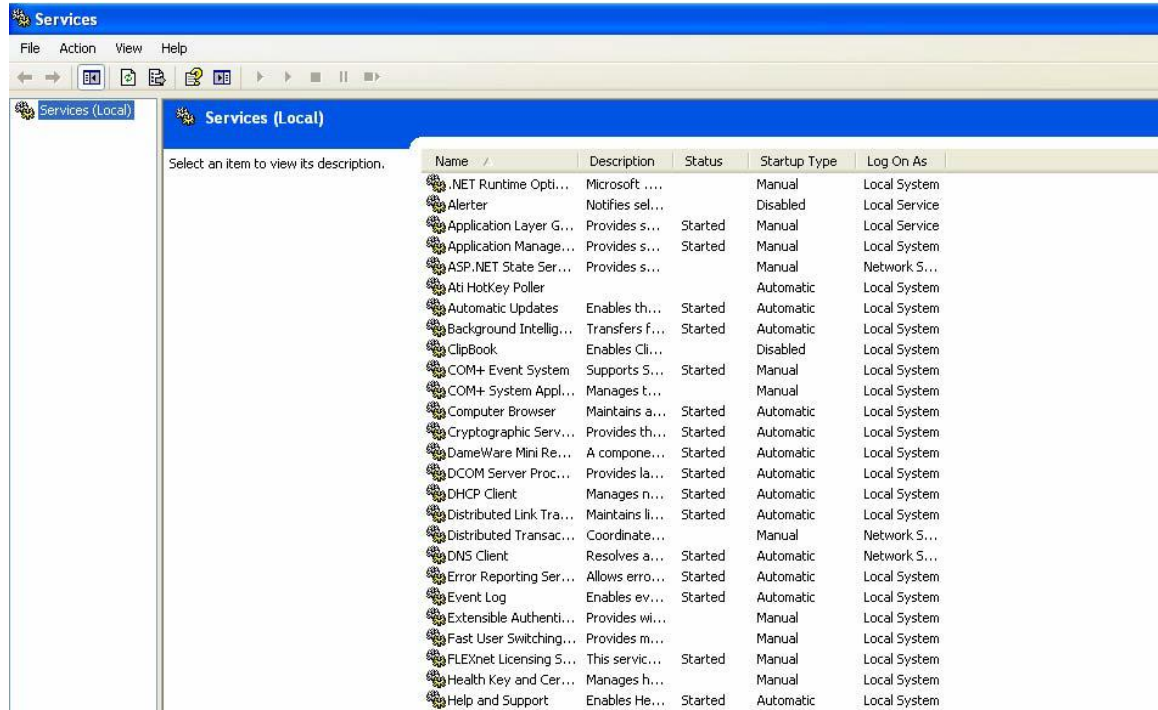 Services
File Action View Help
Services (Local)
Services (Local)
Select an item to view its description.
Name Description Status Startup Type Log On As
.NET Runtime Opti... Microsoft .... Manual Local System
Alerter Notifies sel... Disabled Local Service
Application Layer G... Provides s... Started Manual Local Service
Application Manage... Provides s... Started Manual Local System
ASP.NET State Ser... Provides s... Manual Network S...
Ati HotKey Poller Automatic Local System
Automatic Updates Enables th... Started Automatic Local System
Background Intellig... Transfers f... Started Automatic Local System
ClipBook Enables Cli... Disabled Local System
COM+ Event System Supports S... Started Manual Local System
COM+ System Appl... Manages t... Manual Local System
Computer Browser Maintains a... Started Automatic Local System
Cryptographic Serv... Provides th... Started Automatic Local System
DameWare Mini Re... A compone... Started Automatic Local System
DCOM Server Proc... Provides la... Started Automatic Local System
DHCP Client Manages n... Started Automatic Local System
Distributed Link Tra... Maintains li... Started Automatic Local System
Distributed Transac... Coordinate... Manual Network S...
DNS Client Resolves a... Started Automatic Network S...
Error Reporting Ser... Allows erro... Started Automatic Local System
Event Log Enables ev... Started Automatic Local System
Extensible Authenti... Provides wi... Manual Local System
Fast User Switching... Provides m... Manual Local System
FLEXnet Licensing S... This servic... Started Manual Local System
Health Key and Cer... Manages h... Manual Local System
Help and Support Enables He... Started Automatic Local System